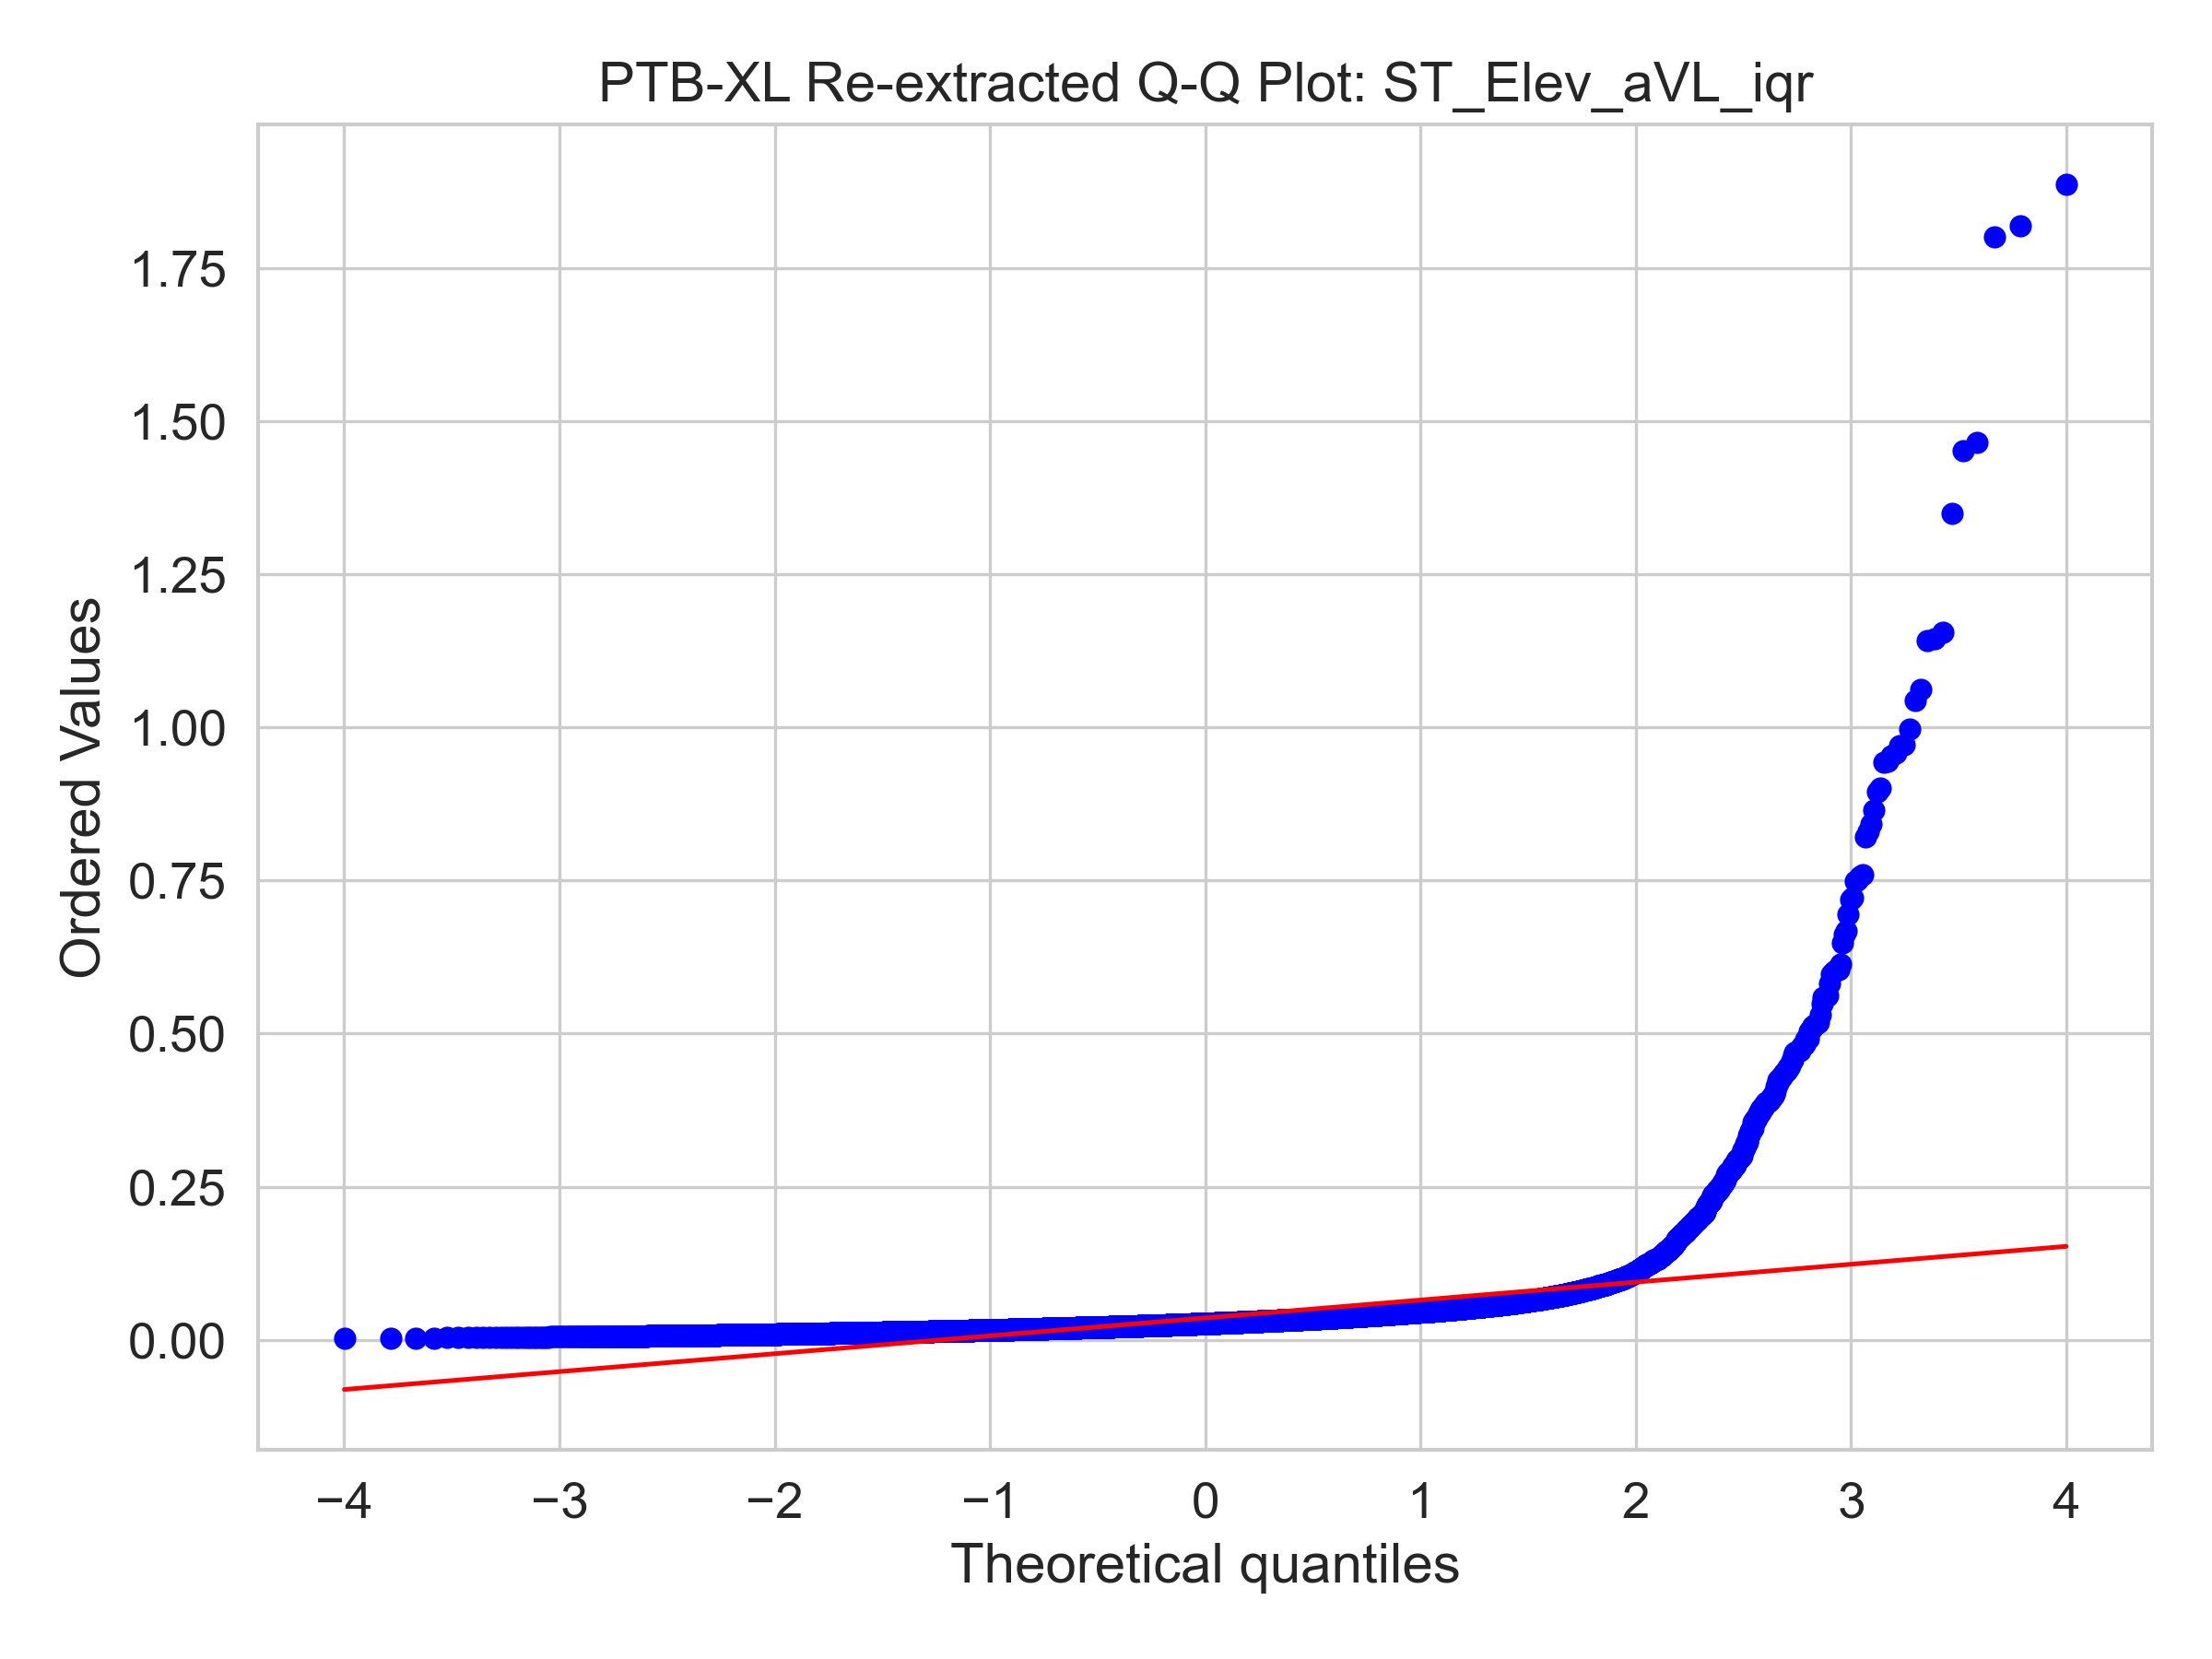 PTB-XL Re-extracted Q-Q Plot: ST_Elev_aVL_iqr
1.75
1.50
1.25
1.00
0.75
0.50
0.25
0.00
Ordered Values
−4 −3 −2 −1 0 1 2 3 4
Theoretical quantiles